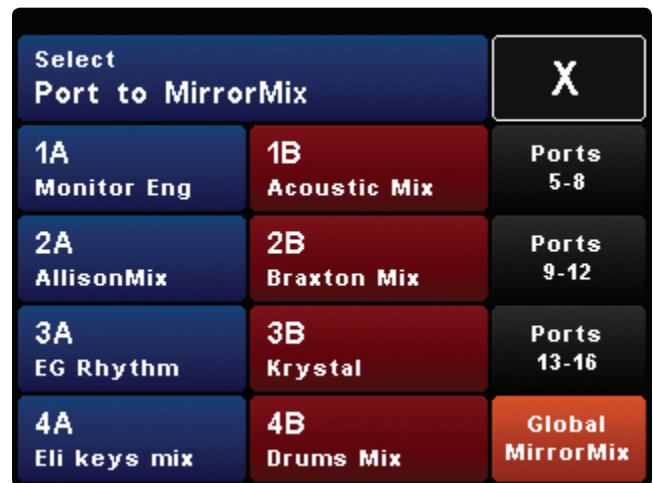 Select
Port to MirrorMix
X
1A
Monitor Eng
1B
Acoustic Mix
Ports
5-8
2A
AllisonMix
2B
Braxton Mix
Ports
9-12
3A
EG Rhythm
3B
Krystal
Ports
13-16
4A
Eli keys mix
4B
Drums Mix
Global
MirrorMix